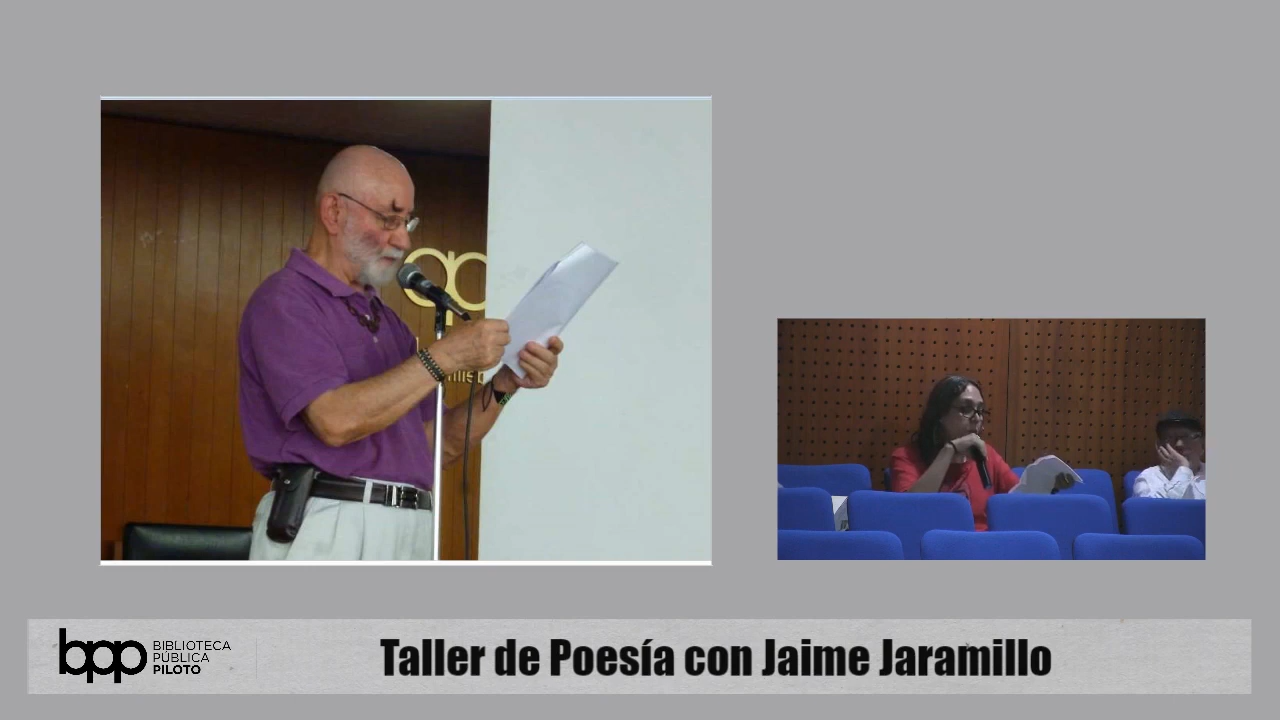 bpp
BIBLIOTECA
PÚBLICA
PILOTO
Taller de Poesía con Jaime Jaramillo